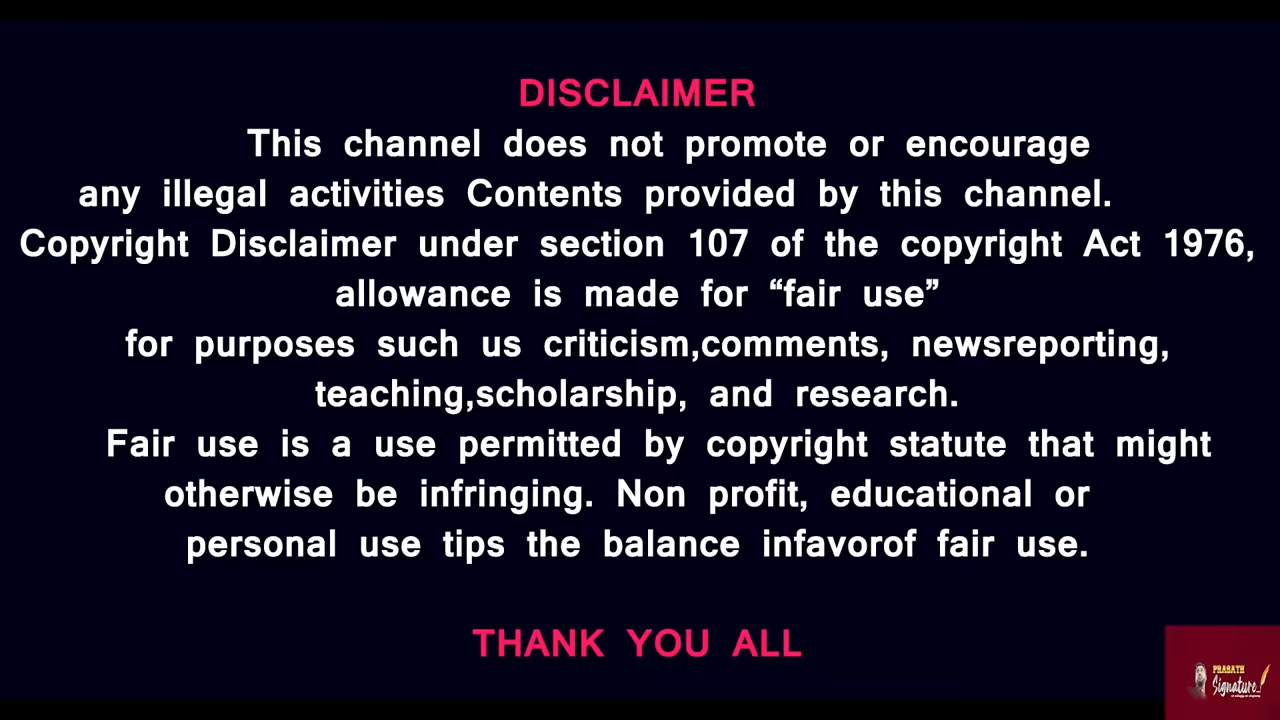 DISCLAIMER
This channel does not promote or encourage
any illegal activities Contents provided by this channel.
Copyright Disclaimer under section 107 of the copyright Act 1976,
allowance is made for “fair use”
for purposes such us criticism,comments, newsreporting,
teaching,scholarship, and research.
Fair use is a use permitted by copyright statute that might
otherwise be infringing. Non profit, educational or
personal use tips the balance infavorof fair use.
THANK YOU ALL
PRASATH
Signature..!